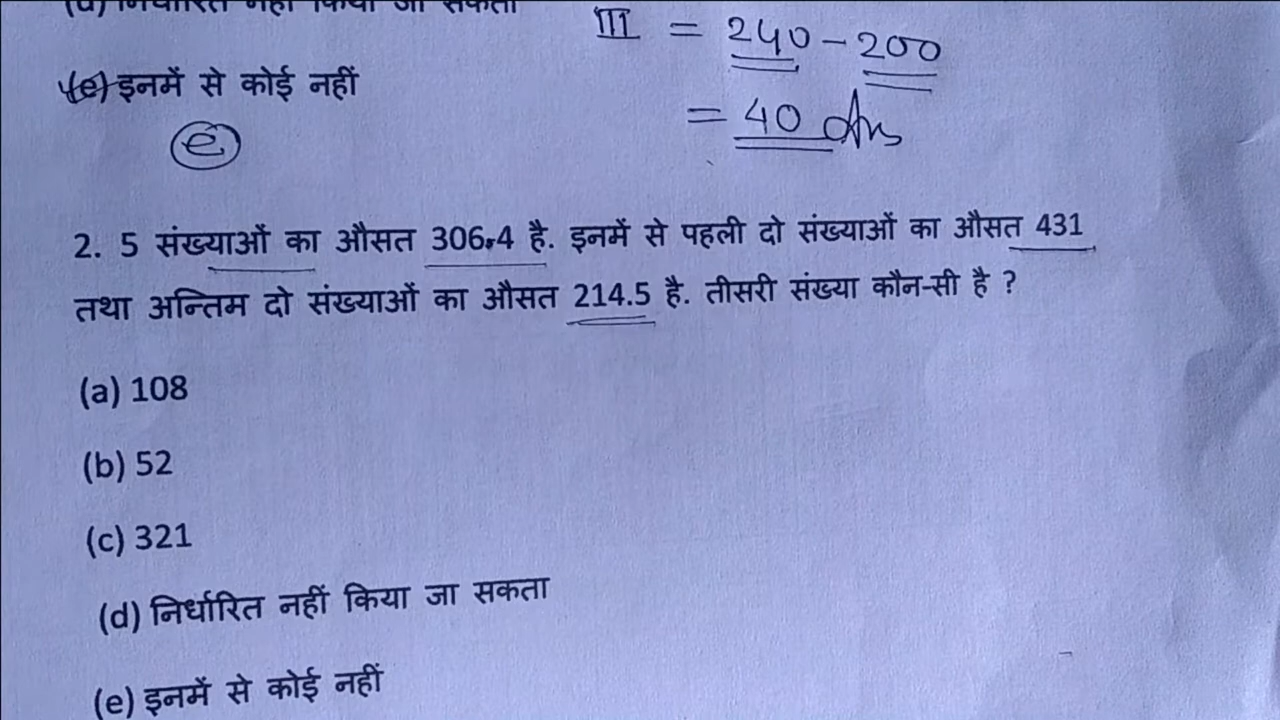 III = 240 - 200
(e) इनमें से कोई नहीं
= 40 Ans
e
2. 5 संख्याओं का औसत 306.4 है. इनमें से पहली दो संख्याओं का औसत 431
तथा अन्तिम दो संख्याओं का औसत 214.5 है. तीसरी संख्या कौन-सी है ?
(a) 108
(b) 52
(c) 321
(d) निर्धारित नहीं किया जा सकता
(e) इनमें से कोई नहीं